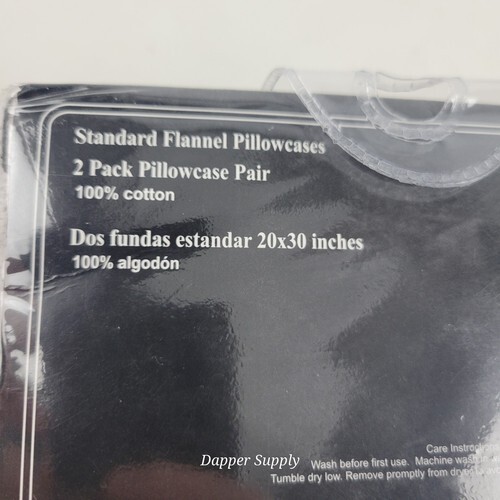 Standard Flannel Pillowcases
2 Pack Pillowcase Pair
100% cotton
Dos fundas estandar 20x30 inches
100% algodón
Care
Wash before first use. Machine
Tumble dry low. Remove promptly from
Dapper Supply